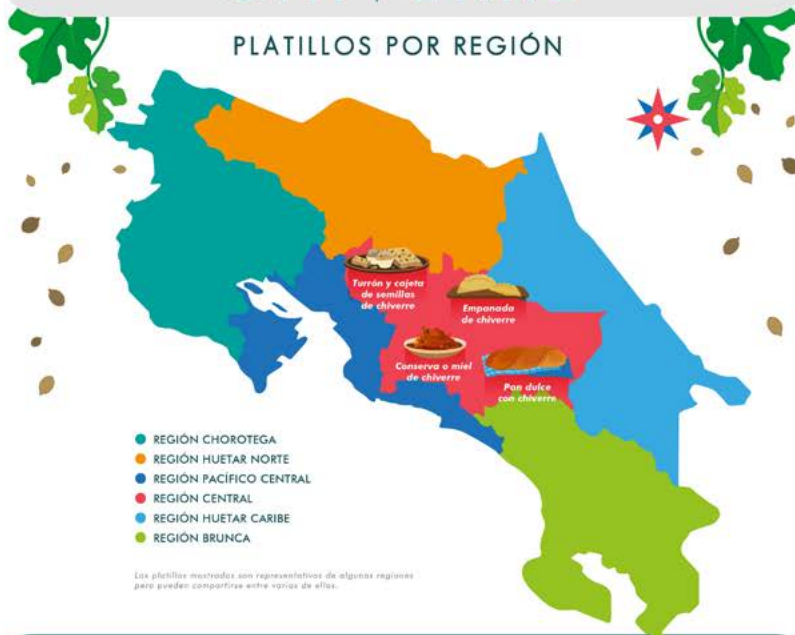 PLATILLOS POR REGIÓN
Turrón y cajeta
de semillas
de chiverre
Empanada
de chiverre
Conserva o miel
de chiverre
Pan dulce
con chiverre
REGIÓN CHOROTEGA
REGIÓN HUETAR NORTE
REGIÓN PACÍFICO CENTRAL
REGIÓN CENTRAL
REGIÓN HUETAR CARIBE
REGIÓN BRUNCA
Los platillos mostrados son representativos de algunas regiones
pero pueden compartirse entre varias de ellas.